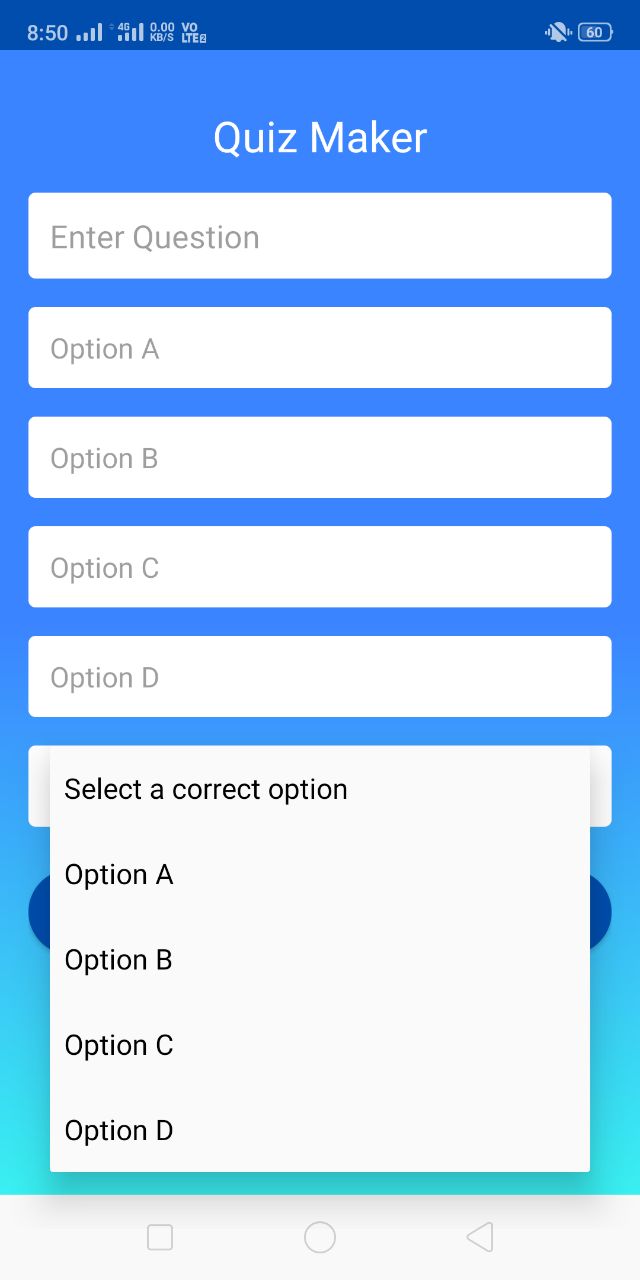 8:50 4G 0.00 KB/S VO LTE 60
Quiz Maker
Enter Question
Option A
Option B
Option C
Option D
Select a correct option
Option A
Option B
Option C
Option D